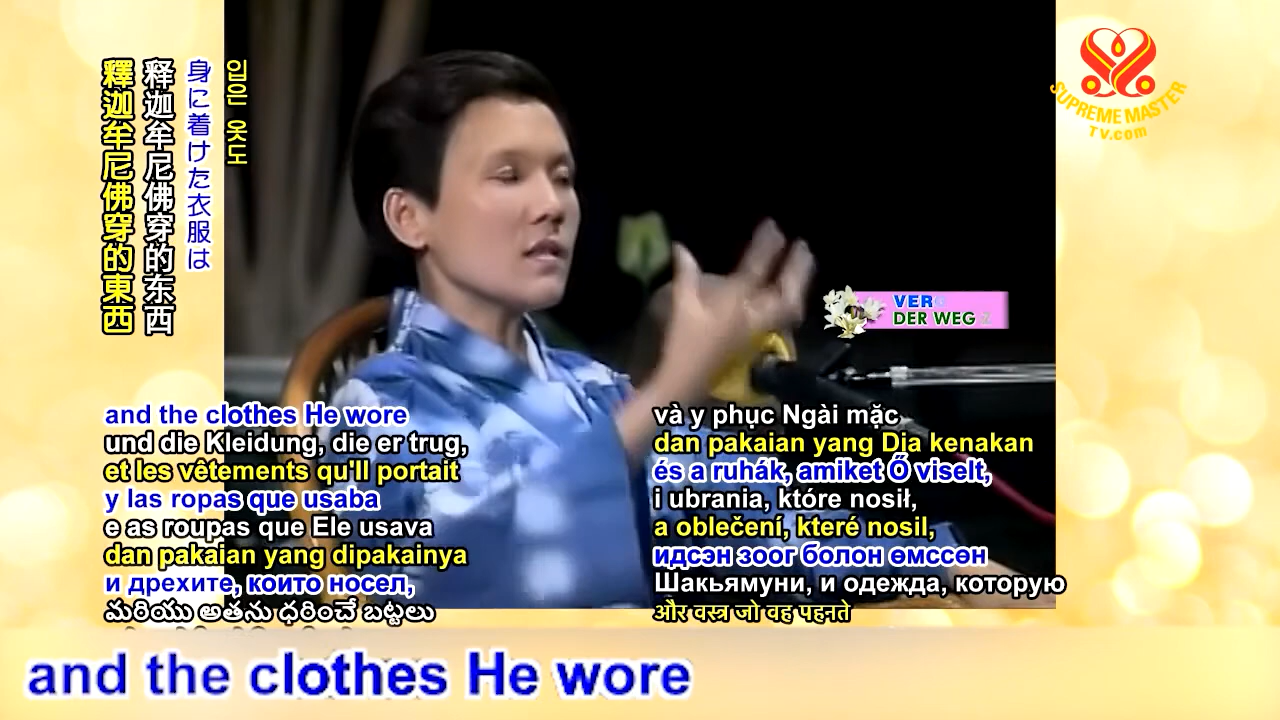 釋迦牟尼佛穿的東西
释迦牟尼佛穿的东西
身に着けた衣服は
입은 옷도
SUPREME MASTER
TV.com
VER
DER WEG
and the clothes He wore
und die Kleidung, die er trug,
et les vêtements qu'Il portait
y las ropas que usaba
e as roupas que Ele usava
dan pakaian yang dipakainya
и дрехите, които носел,
మరియు అతను ధరించే బట్టలు
và y phục Ngài mặc
dan pakaian yang Dia kenakan
és a ruhák, amiket Ő viselt,
i ubrania, które nosił,
a oblečení, které nosil,
идсэн зоог болон өмссөн
Шакьямуни, и одежда, которую
और वस्त्र जो वह पहनते
and the clothes He wore